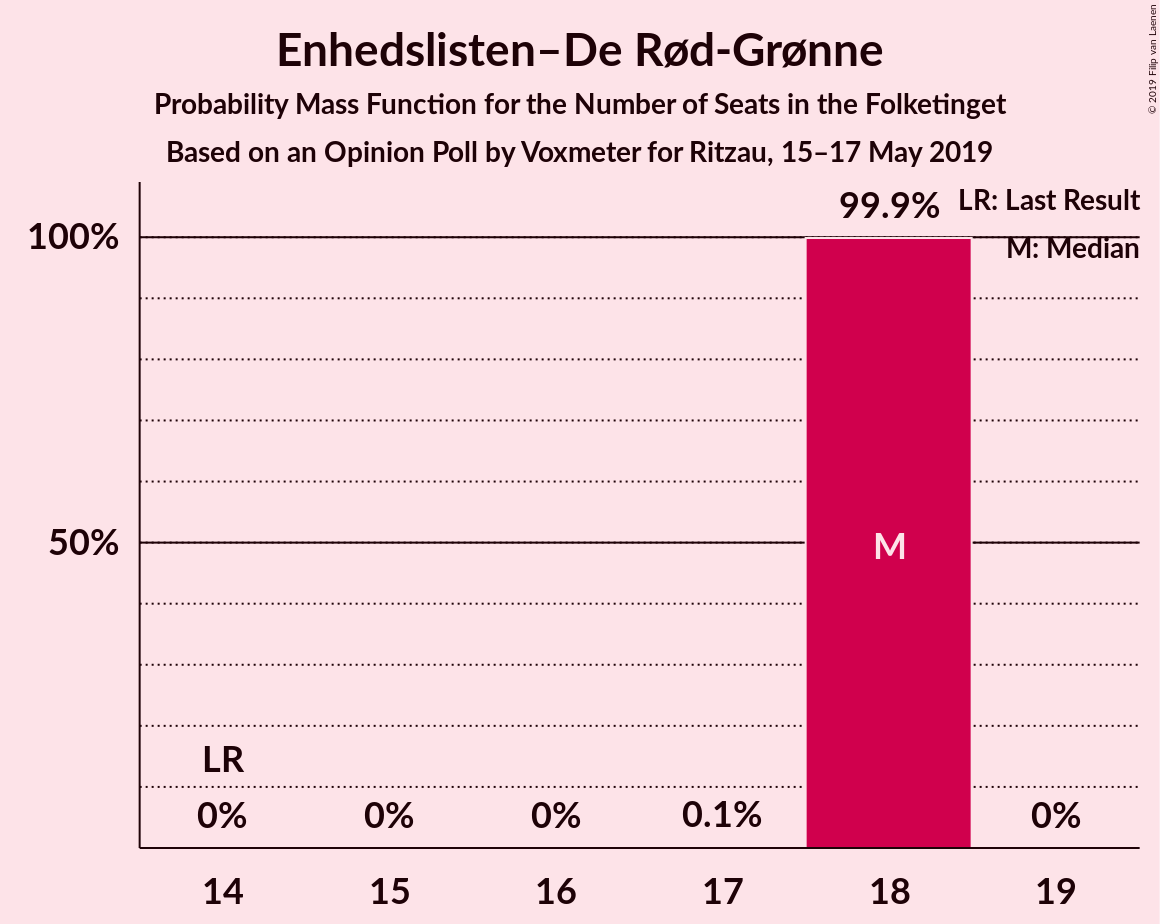 Enhedslisten–De Rød-Grønne
Probability Mass Function for the Number of Seats in the Folketinget
Based on an Opinion Poll by Voxmeter for Ritzau, 15–17 May 2019
© 2019 Filip van Laenen
99.9%
LR: Last Result
100%
M: Median
50%
M
LR
0% 0% 0% 0.1% 0%
14 15 16 17 18 19